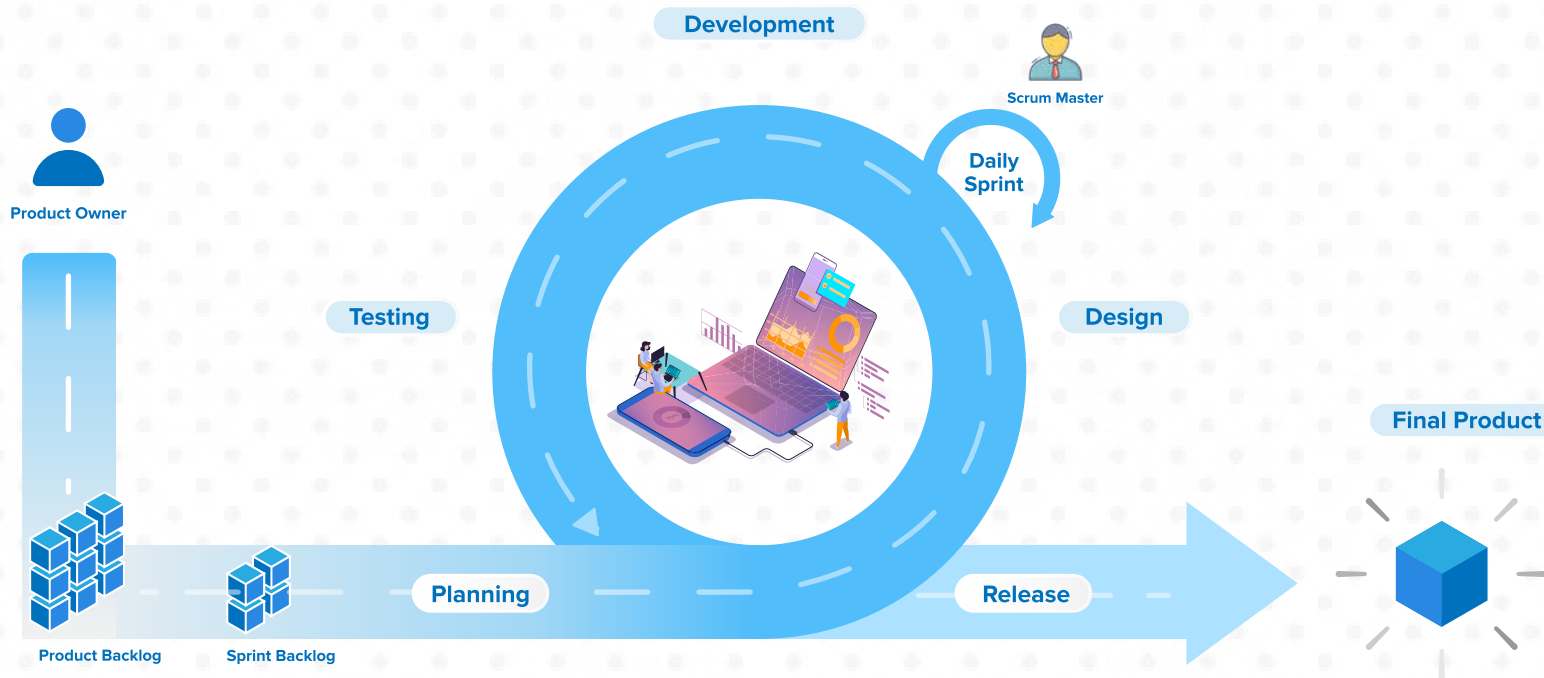 Development
Scrum Master
Daily
Sprint
Product Owner
Testing
Design
Final Product
Planning
Release
Product Backlog
Sprint Backlog